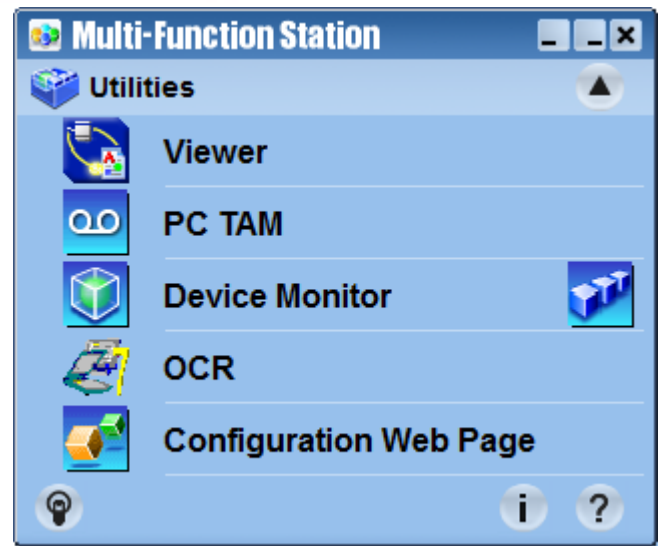 Multi-Function Station
Utilities
Viewer
PC TAM
Device Monitor
OCR
Configuration Web Page
i ?